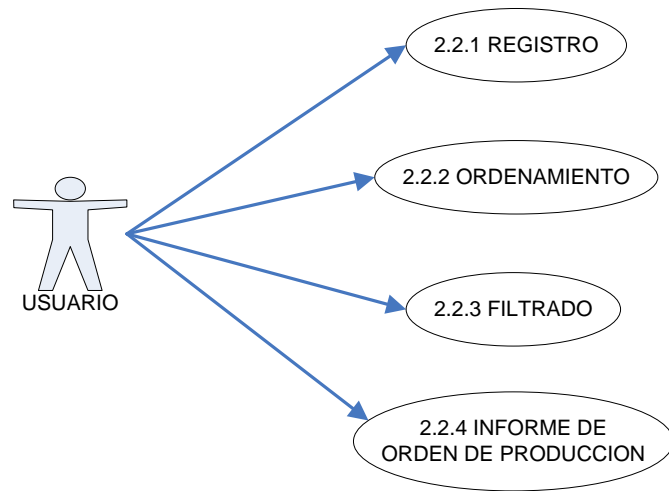 2.2.1 REGISTRO
2.2.2 ORDENAMIENTO
USUARIO
2.2.3 FILTRADO
2.2.4 INFORME DE
ORDEN DE PRODUCCION